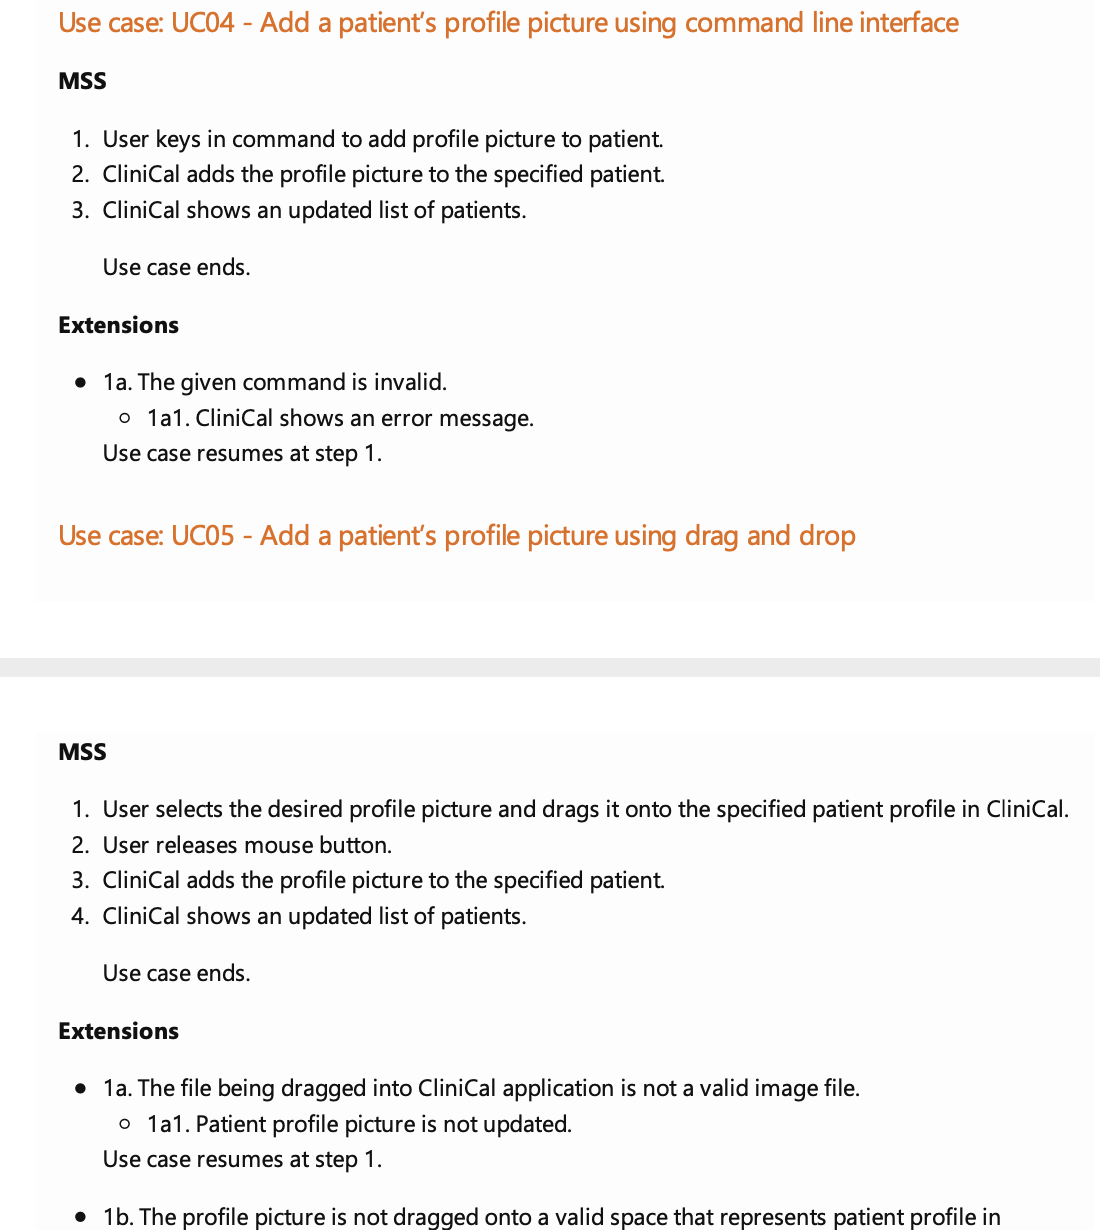 Use case: UC04 - Add a patient’s profile picture using command line interface
MSS
1. User keys in command to add profile picture to patient.
2. CliniCal adds the profile picture to the specified patient.
3. CliniCal shows an updated list of patients.
Use case ends.
Extensions
● 1a. The given command is invalid.
○ 1a1. CliniCal shows an error message.
Use case resumes at step 1.
Use case: UC05 - Add a patient’s profile picture using drag and drop
MSS
1. User selects the desired profile picture and drags it onto the specified patient profile in CliniCal.
2. User releases mouse button.
3. CliniCal adds the profile picture to the specified patient.
4. CliniCal shows an updated list of patients.
Use case ends.
Extensions
● 1a. The file being dragged into CliniCal application is not a valid image file.
○ 1a1. Patient profile picture is not updated.
Use case resumes at step 1.
● 1b. The profile picture is not dragged onto a valid space that represents patient profile in